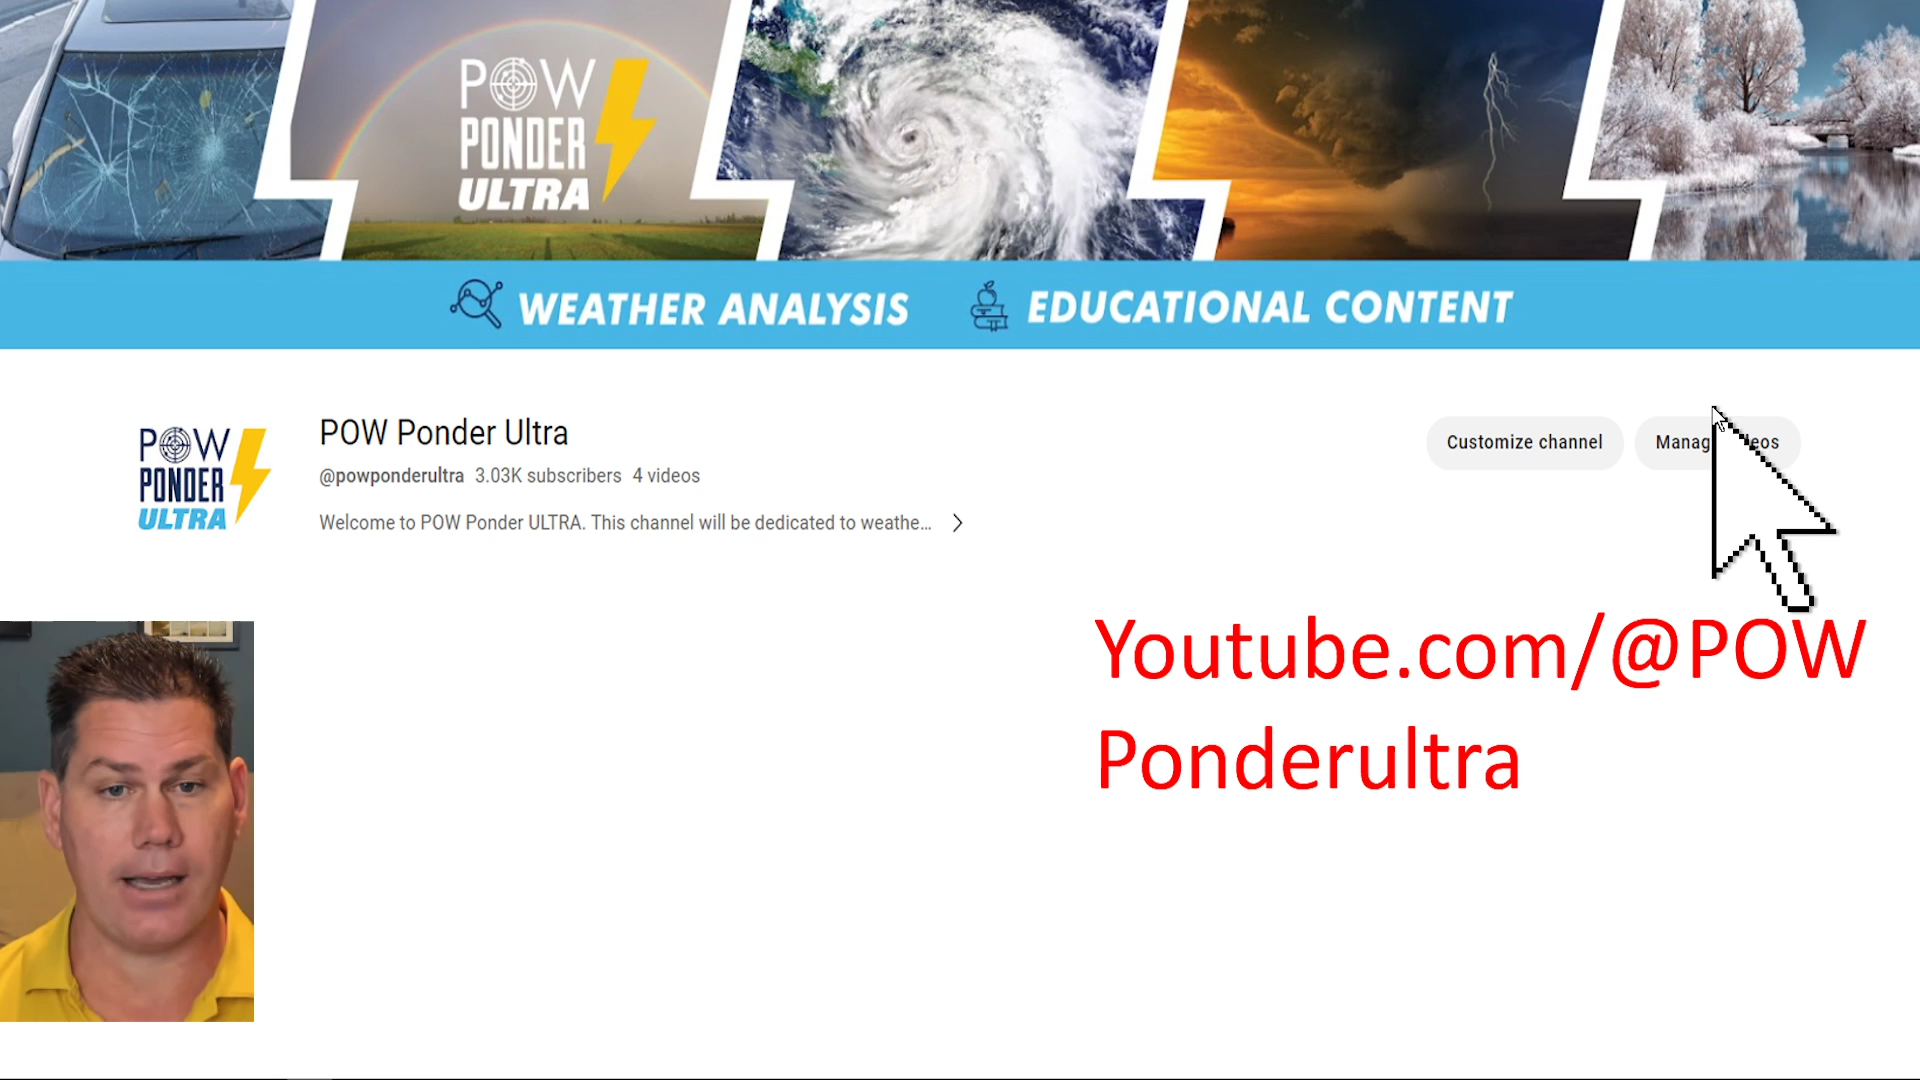 POW
PONDER
ULTRA
WEATHER ANALYSIS
EDUCATIONAL CONTENT
POW
PONDER
ULTRA
POW Ponder Ultra
@powponderultra 3.03K subscribers 4 videos
Welcome to POW Ponder ULTRA. This channel will be dedicated to weathe...
Customize channel
Youtube.com/@POW
Ponderultra